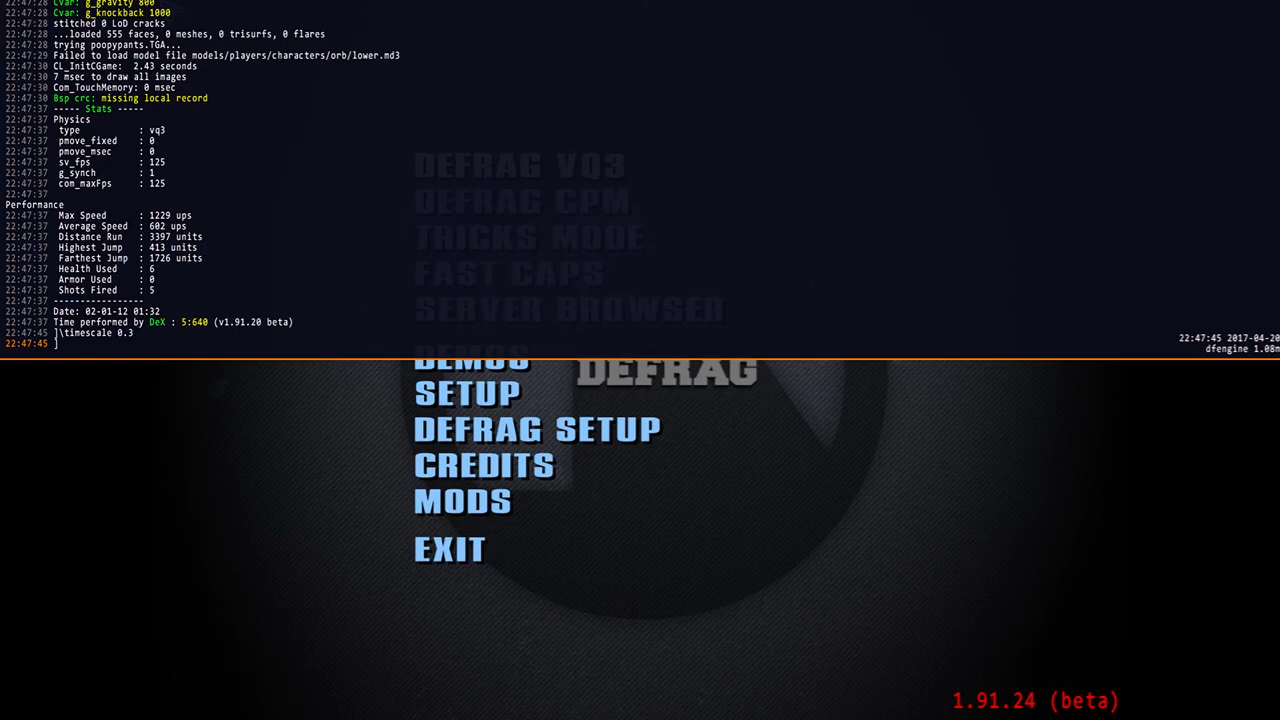 22:47:28 Cvar: g_gravity 800
22:47:28 Cvar: g_knockback 1000
22:47:28 stitched 0 LoD cracks
22:47:28 ...loaded 555 faces, 0 meshes, 0 trisurfs, 0 flares
22:47:28 trying poopypants.TGA...
22:47:29 Failed to load model file models/players/characters/orb/lower.md3
22:47:30 CL_InitCGame:  2.43 seconds
22:47:30 7 msec to draw all images
22:47:30 Com_TouchMemory: 0 msec
22:47:30 Bsp crc: missing local record
22:47:37 ----- Stats -----
22:47:37 Physics
22:47:37  type         : vq3
22:47:37  pmove_fixed  : 0
22:47:37  pmove_msec   : 0
22:47:37  sv_fps       : 125
22:47:37  g_synch      : 1
22:47:37  com_maxFps   : 125
22:47:37
Performance
22:47:37  Max Speed     : 1229 ups
22:47:37  Average Speed : 602 ups
22:47:37  Distance Run  : 3397 units
22:47:37  Highest Jump  : 413 units
22:47:37  Farthest Jump : 1726 units
22:47:37  Health Used   : 6
22:47:37  Armor Used    : 0
22:47:37  Shots Fired   : 5
22:47:37 -----------------
22:47:37 Date: 02-01-12 01:32
22:47:37 Time performed by DeX : 5:640 (v1.91.20 beta)
22:47:45 ]\timescale 0.3
22:47:45 ]
22:47:45 2017-04-20
dfengine 1.08m
DEFRAG VQ3
DEFRAG CPM
TRICKS MODE
FAST CAPS
SERVER BROWSER
DEMOS
DEFRAG
SETUP
DEFRAG SETUP
CREDITS
MODS
EXIT
1.91.24 (beta)